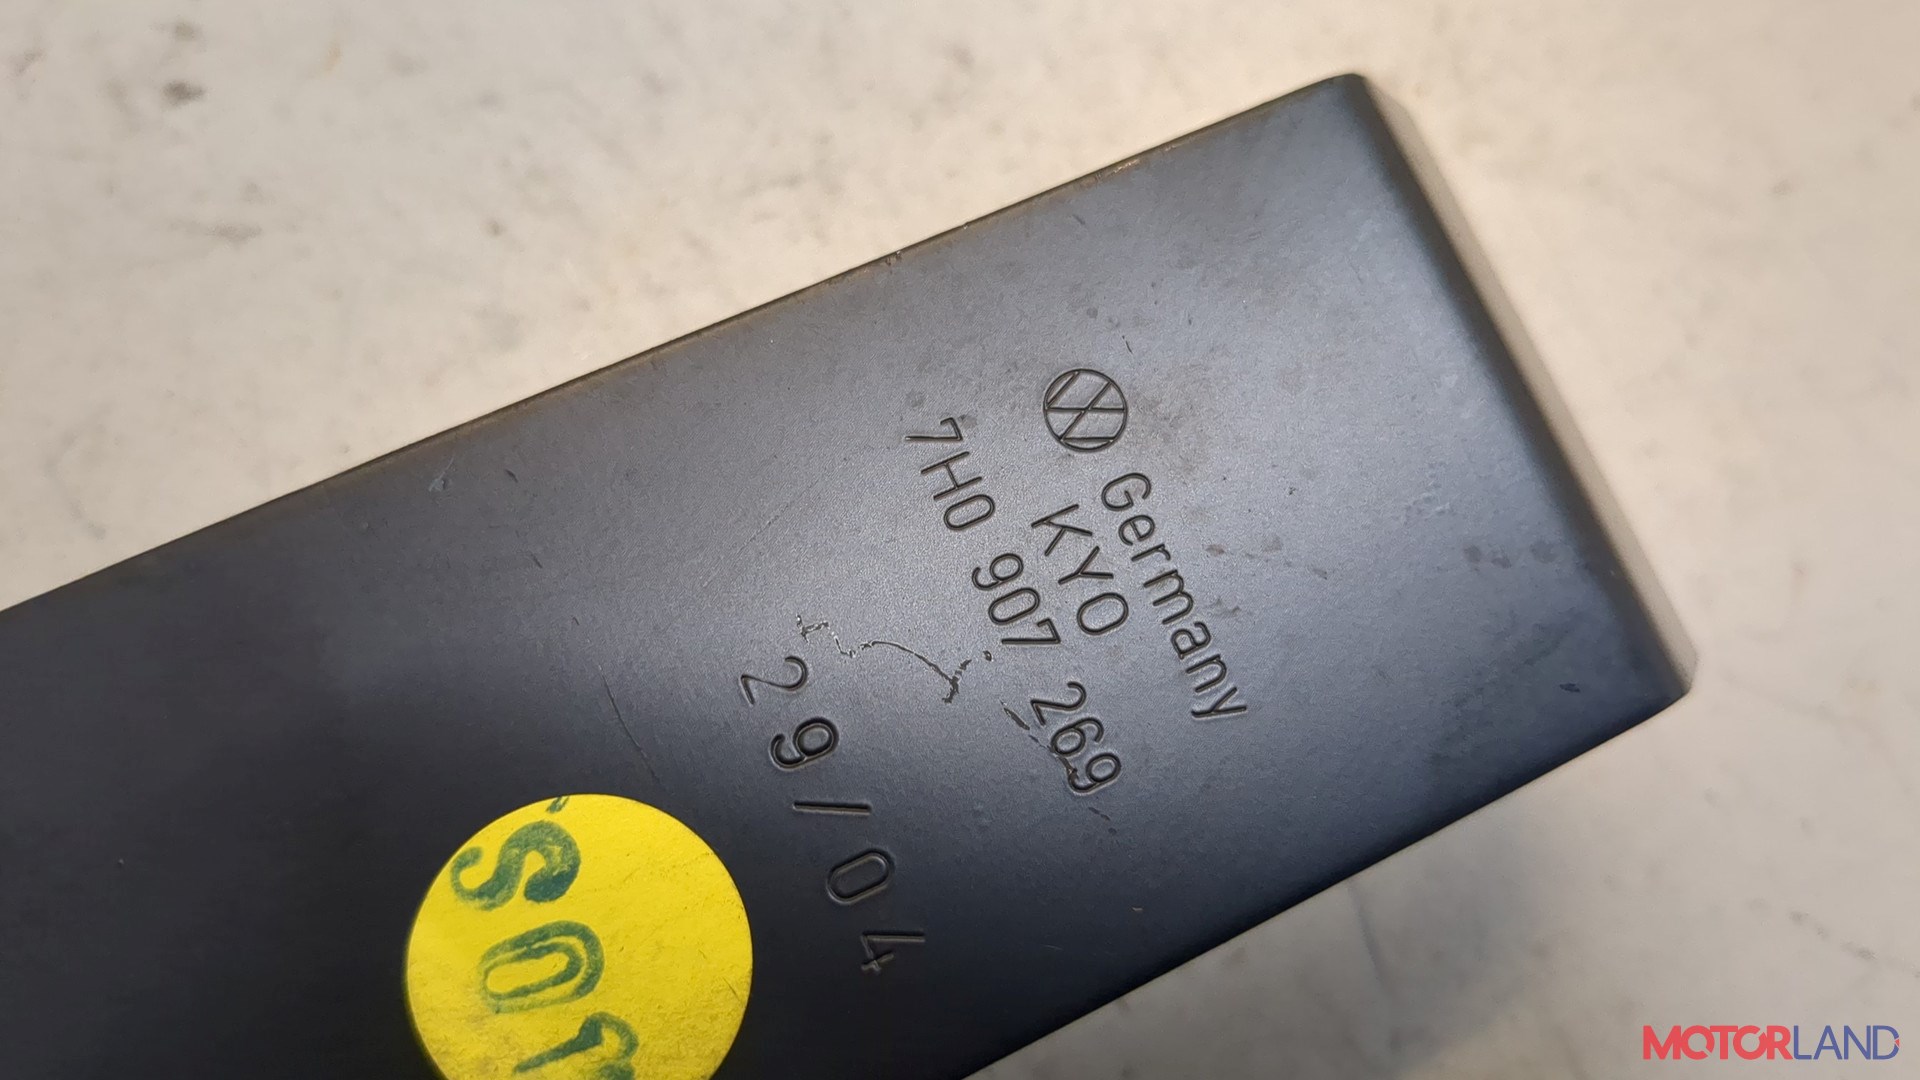 Germany
KYO
7H0 907 269
29/04
MOTORLAND